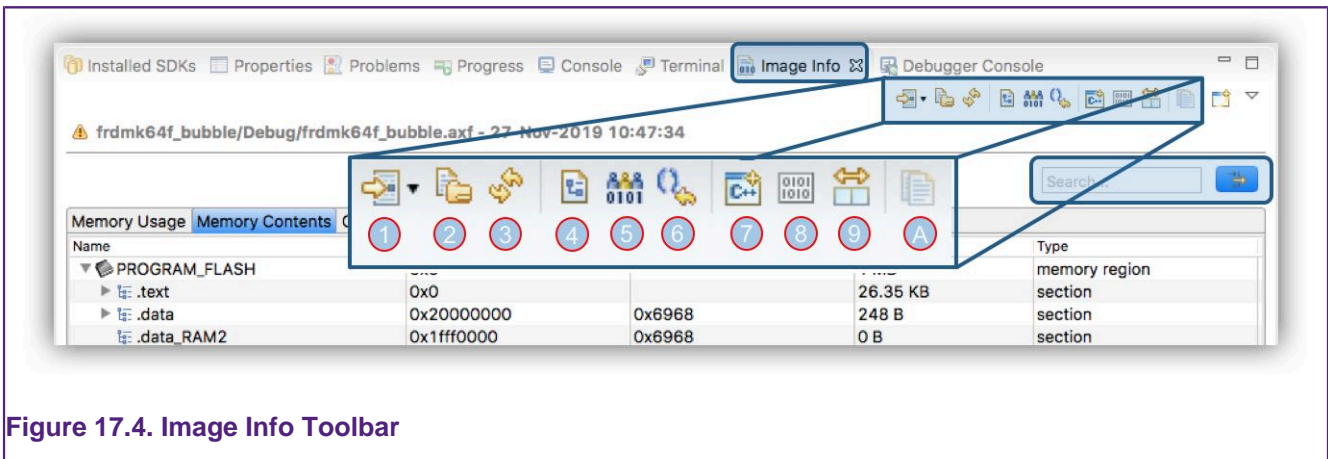 Installed SDKs Properties Problems Progress Console Terminal Image Info Debugger Console
frdmk64f_bubble/Debug/frdmk64f_bubble.axf - 27-Nov-2019 10:47:34
Search...
C++ 0101 1010
0101
1 2 3 4 5 6 7 8 9 A
Memory Usage Memory Contents
Name Type
PROGRAM_FLASH memory region
.text 0x0 26.35 KB section
.data 0x20000000 0x6968 248 B section
.data_RAM2 0x1fff0000 0x6968 0 B section
Figure 17.4. Image Info Toolbar